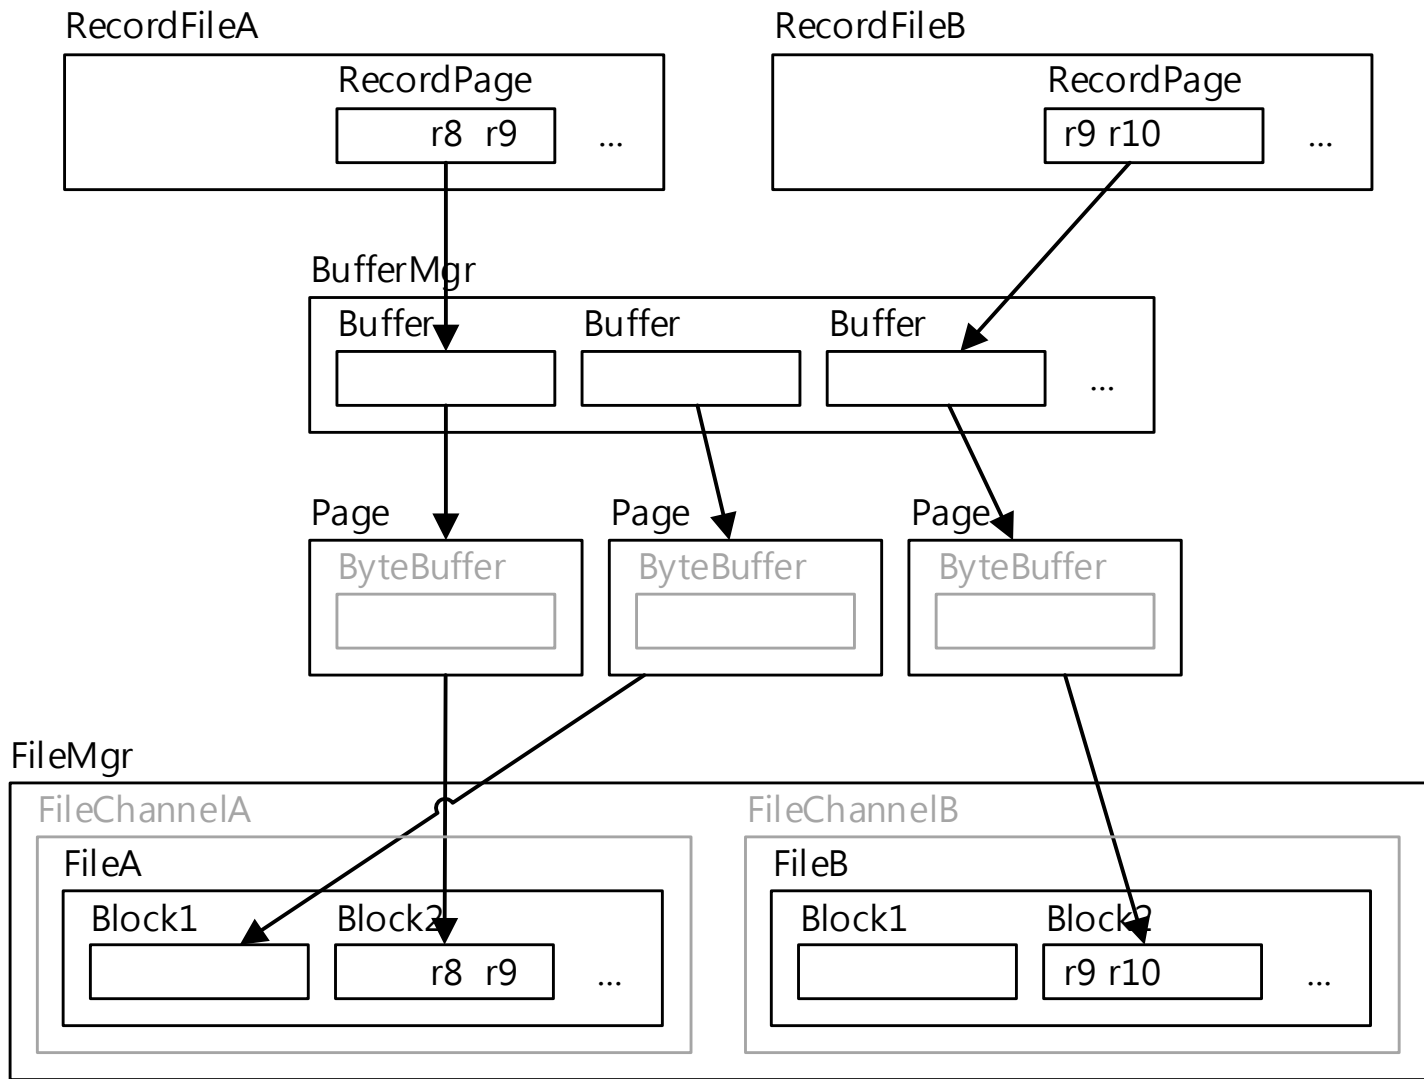 RecordFileA RecordFileB
RecordPage RecordPage
r8 r9 ... r9 r10 ...
BufferMgr
Buffer Buffer Buffer
...
Page Page Page
ByteBuffer ByteBuffer ByteBuffer
FileMgr
FileChannelA FileChannelB
FileA FileB
Block1 Block2 Block1 Block2
r8 r9 ... r9 r10 ...